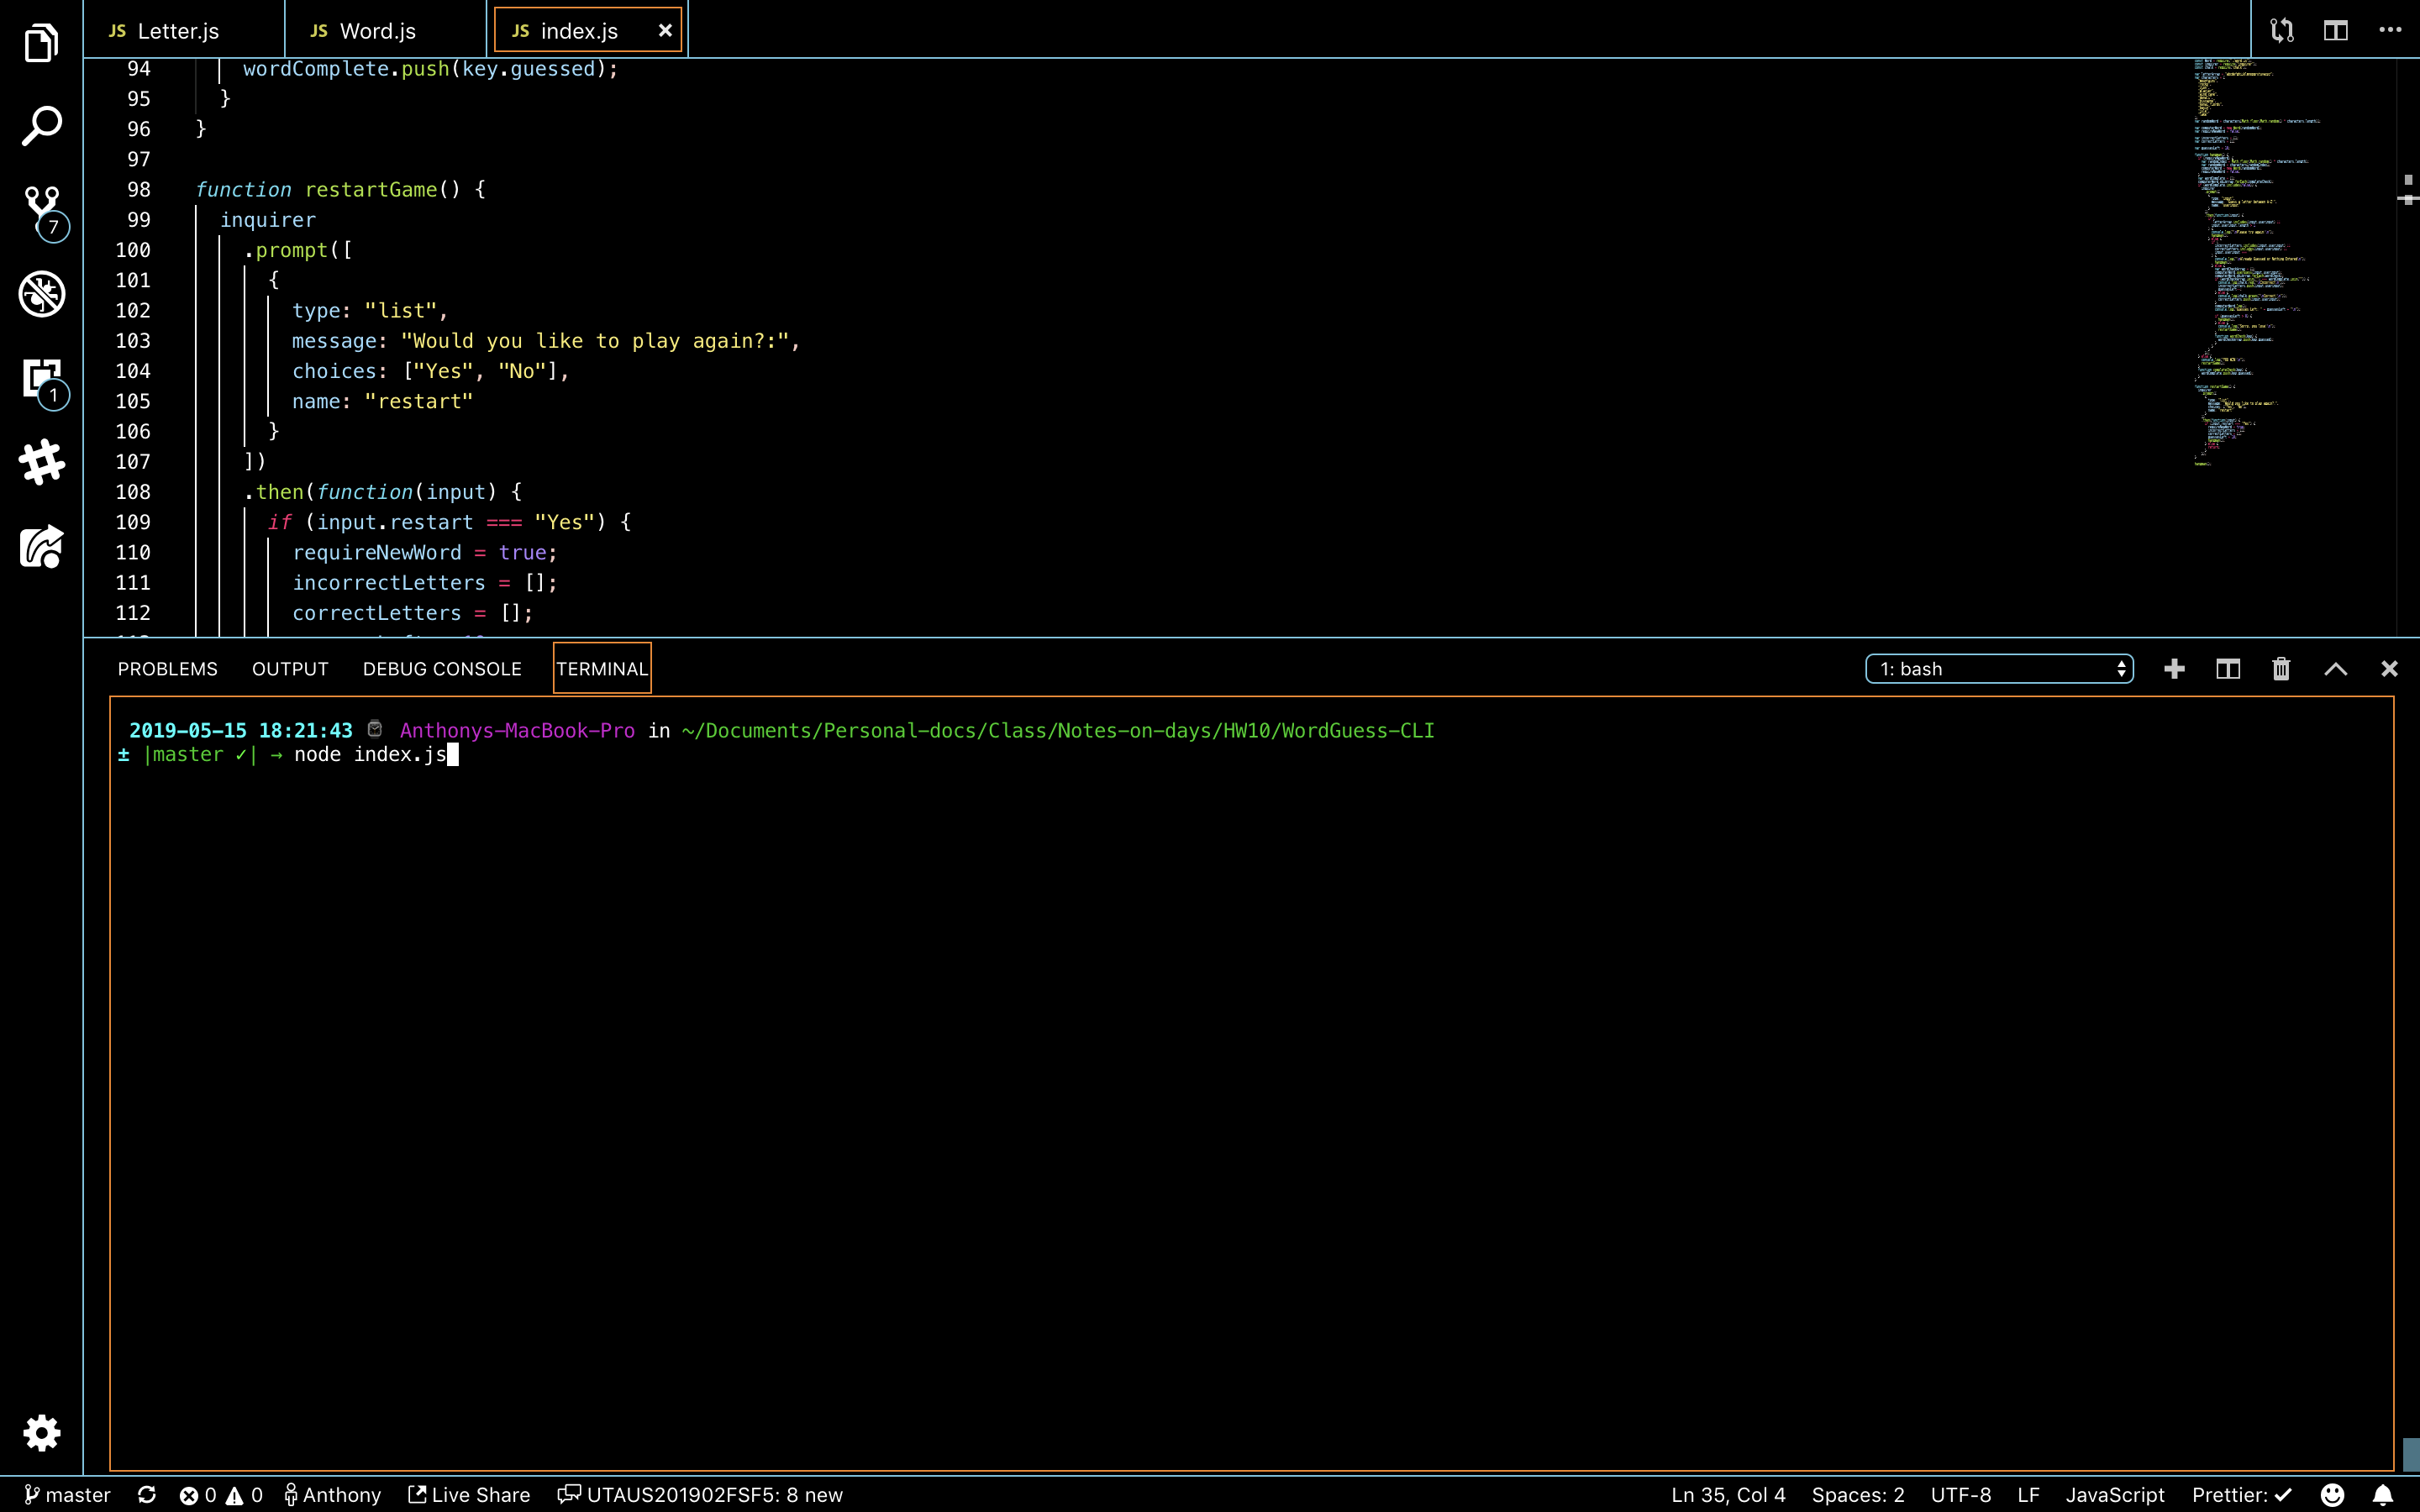 JS Letter.js
JS Word.js
JS index.js
94 wordComplete.push(key.guessed);
95 }
96 }
97
98 function restartGame() {
99 inquirer
100 .prompt([
101 {
102 type: "list",
103 message: "Would you like to play again?:",
104 choices: ["Yes", "No"],
105 name: "restart"
106 }
107 ])
108 .then(function(input) {
109 if (input.restart === "Yes") {
110 requireNewWord = true;
111 incorrectLetters = [];
112 correctLetters = [];
7
1
PROBLEMS OUTPUT DEBUG CONSOLE TERMINAL 1: bash
2019-05-15 18:21:43 Anthonys-MacBook-Pro in ~/Documents/Personal-docs/Class/Notes-on-days/HW10/WordGuess-CLI
± |master ✓| → node index.js
master 0 0 Anthony Live Share UTAUS201902FSF5: 8 new Ln 35, Col 4 Spaces: 2 UTF-8 LF JavaScript Prettier: ✓